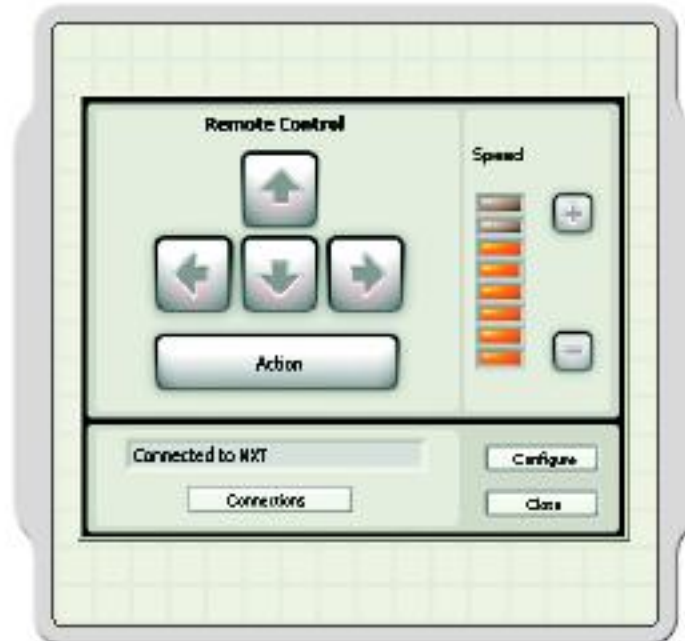 Remote Control
Speed
+
-
Action
Connected to NXT
Configure
Connections
Close